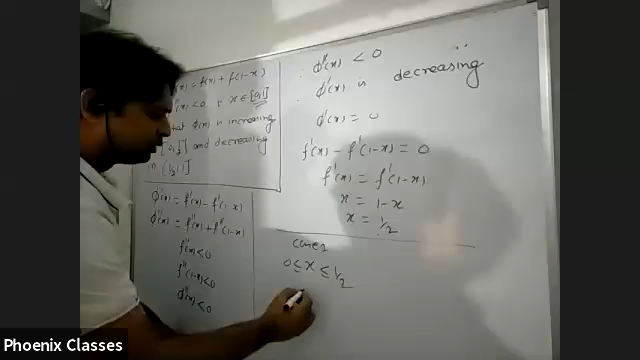 (x) = f(x) + f(1-x)
''(x) <0, x ∈ [0,1]
that φ(x) is increasing
[0,1/2] and decreasing
in (1/2,1]
φ'(x) = f'(x) - f'(1-x)
φ''(x) = f''(x) + f''(1-x)
f''(x) <0
f''(1-x) <0
φ''(x) <0
φ''(x) < 0
φ'(x) is decreasing
φ'(x) = 0
f'(x) - f'(1-x) = 0
f'(x) = f'(1-x)
x = 1-x
x = 1/2
cases
0 ≤ x ≤ 1/2
Phoenix Classes